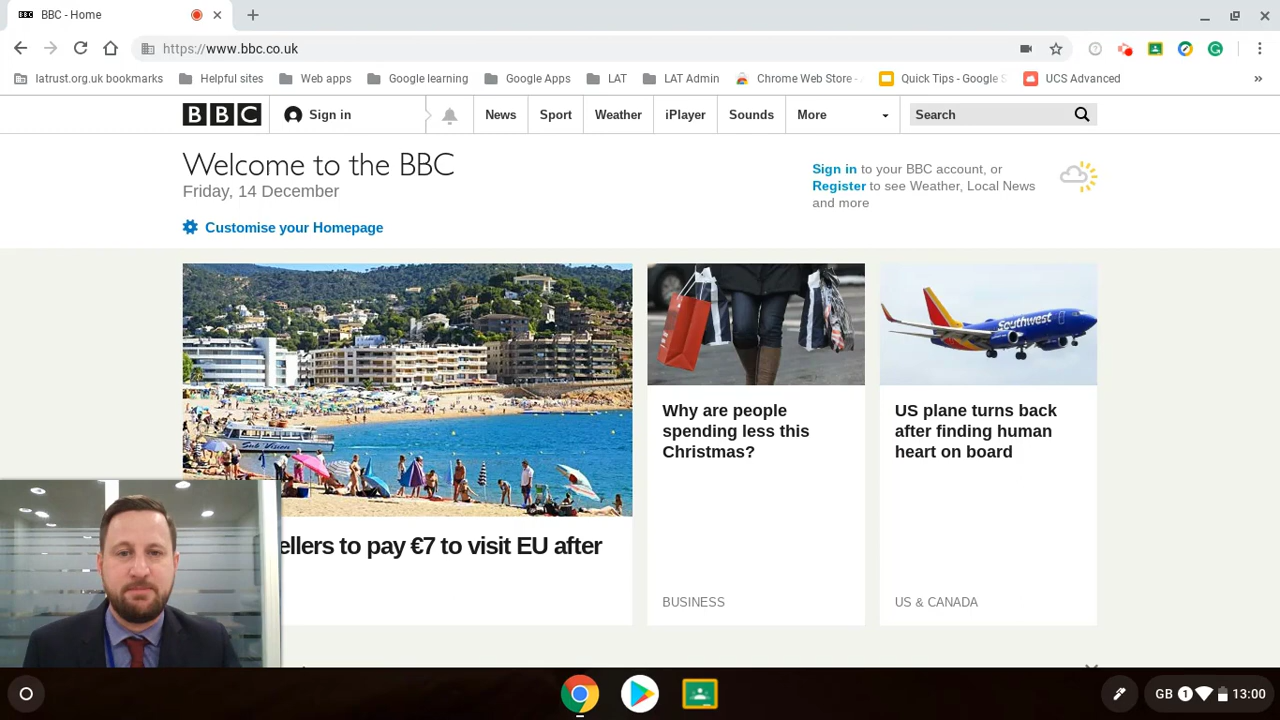 BBC BBC - Home
https://www.bbc.co.uk
latrust.org.uk bookmarks Helpful sites Web apps Google learning Google Apps LAT LAT Admin Chrome Web Store - Quick Tips - Google S UCS Advanced »
BBC Sign in News Sport Weather iPlayer Sounds More Search
Welcome to the BBC
Friday, 14 December
Customise your Homepage
Sign in to your BBC account, or
Register to see Weather, Local News
and more
Sub Vision
Southwest
ellers to pay €7 to visit EU after
Why are people
spending less this
Christmas?
BUSINESS
US plane turns back
after finding human
heart on board
US & CANADA
GB 1 13:00